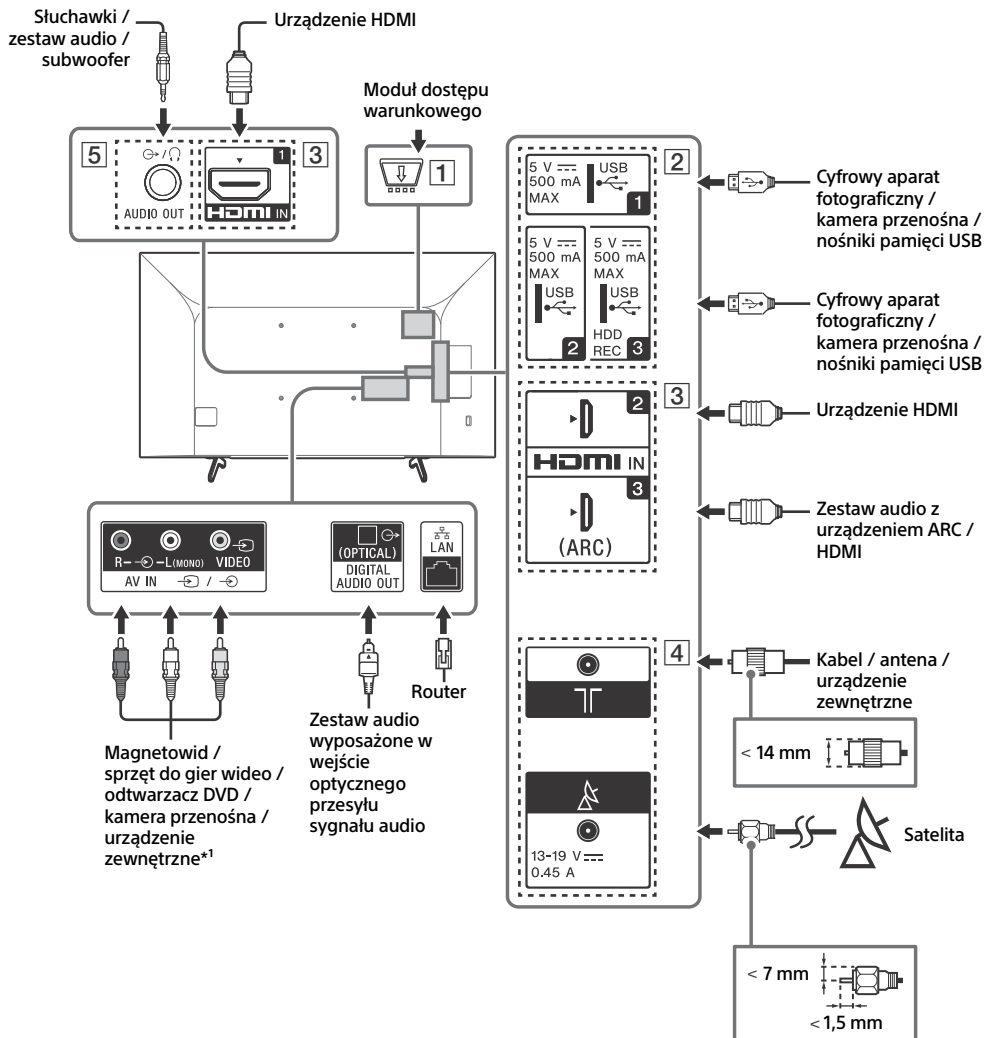 Słuchawki /
zestaw audio /
subwoofer
Urządzenie HDMI
Moduł dostępu
warunkowego
5
AUDIO OUT
1
HDMI IN
3
1
2
5 V
500 mA
MAX
USB
1
5 V
500 mA
MAX
USB
2
5 V
500 mA
MAX
USB
HDD
REC 3
Cyfrowy aparat
fotograficzny /
kamera przenośna /
nośniki pamięci USB
Cyfrowy aparat
fotograficzny /
kamera przenośna /
nośniki pamięci USB
3
2
HDMI IN
3
(ARC)
Urządzenie HDMI
Zestaw audio z
urządzeniem ARC /
HDMI
R– –L(MONO) VIDEO
AV IN /
(OPTICAL)
DIGITAL
AUDIO OUT
LAN
Magnetowid /
sprzęt do gier wideo /
odtwarzacz DVD /
kamera przenośna /
urządzenie
zewnętrzne*1
Zestaw audio
wyposażone w
wejście
optycznego
przesyłu
sygnału audio
Router
4
Kabel / antena /
urządzenie
zewnętrzne
< 14 mm
13-19 V
0.45 A
Satelita
< 7 mm
< 1,5 mm